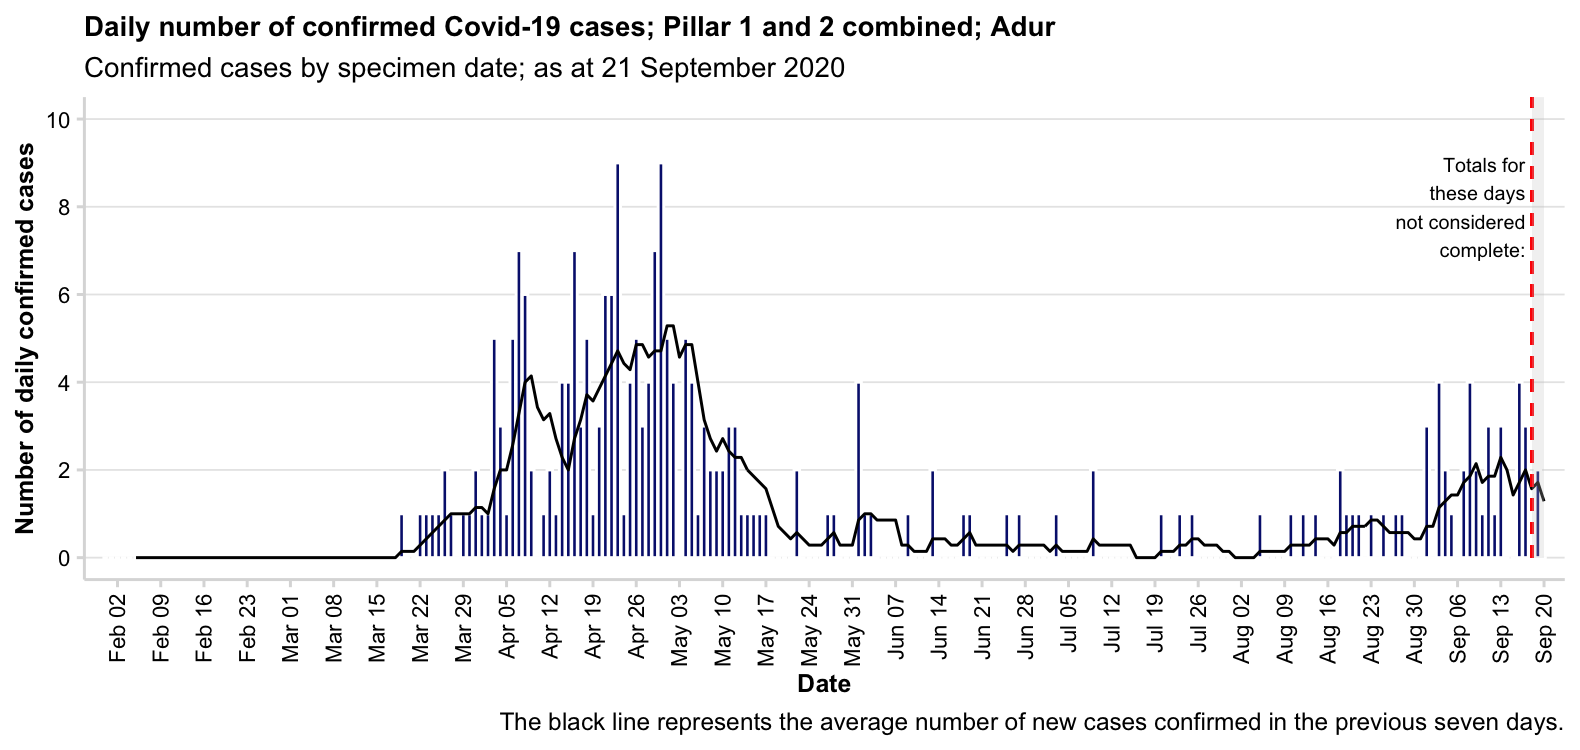 Daily number of confirmed Covid-19 cases; Pillar 1 and 2 combined; Adur
Confirmed cases by specimen date; as at 21 September 2020
Number of daily confirmed cases
10
8
6
4
2
0
Totals for
these days
not considered
complete:
Feb 02
Feb 09
Feb 16
Feb 23
Mar 01
Mar 08
Mar 15
Mar 22
Mar 29
Apr 05
Apr 12
Apr 19
Apr 26
May 03
May 10
May 17
May 24
May 31
Jun 07
Jun 14
Jun 21
Jun 28
Jul 05
Jul 12
Jul 19
Jul 26
Aug 02
Aug 09
Aug 16
Aug 23
Aug 30
Sep 06
Sep 13
Sep 20
Date
The black line represents the average number of new cases confirmed in the previous seven days.